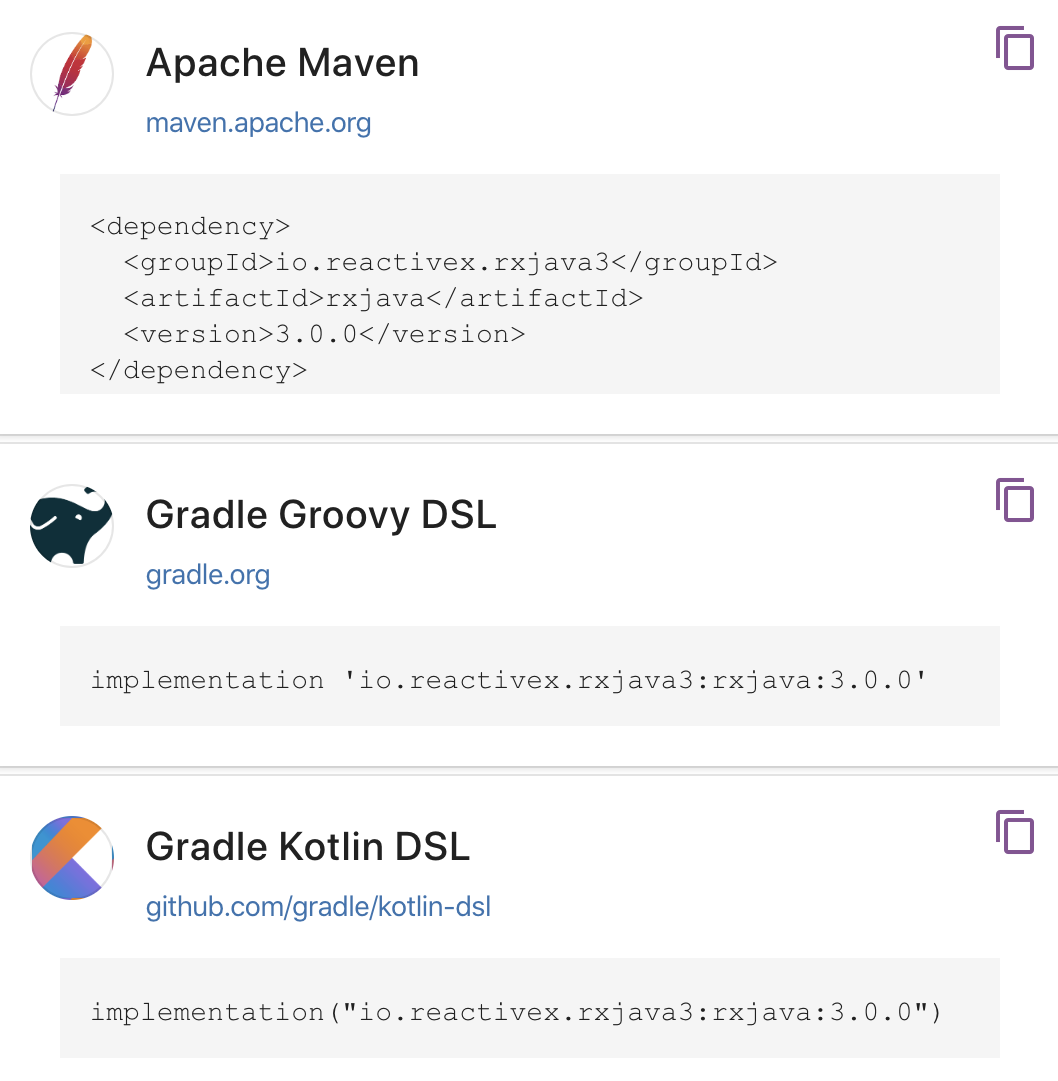 Apache Maven
maven.apache.org
<dependency>
  <groupId>io.reactivex.rxjava3</groupId>
  <artifactId>rxjava</artifactId>
  <version>3.0.0</version>
</dependency>
Gradle Groovy DSL
gradle.org
implementation 'io.reactivex.rxjava3:rxjava:3.0.0'
Gradle Kotlin DSL
github.com/gradle/kotlin-dsl
implementation("io.reactivex.rxjava3:rxjava:3.0.0")